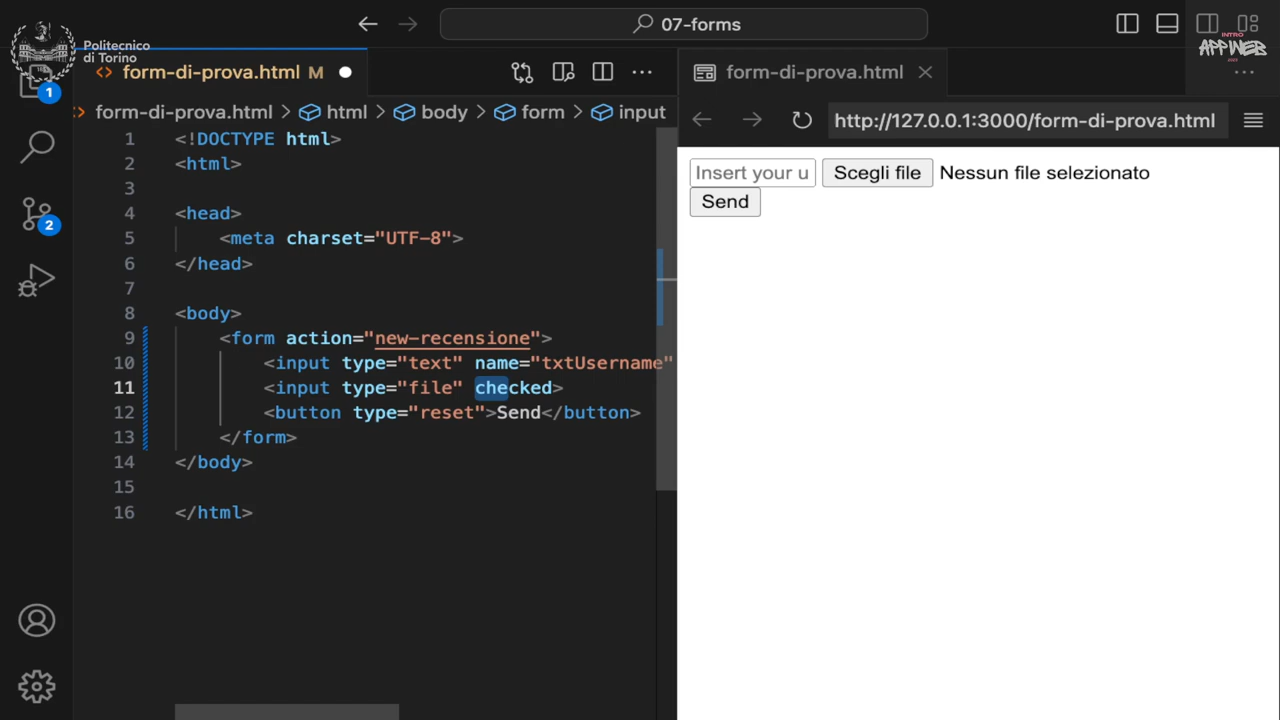 07-forms
Politecnico
di Torino
INTRO
APPIWEB
form-di-prova.html M
form-di-prova.html
1
2
form-di-prova.html > html > body > form > input
http://127.0.0.1:3000/form-di-prova.html
1 <!DOCTYPE html>
2 <html>
3
4 <head>
5 <meta charset="UTF-8">
6 </head>
7
8 <body>
9 <form action="new-recensione">
10 <input type="text" name="txtUsername"
11 <input type="file" checked>
12 <button type="reset">Send</button>
13 </form>
14 </body>
15
16 </html>
Insert your u Scegli file Nessun file selezionato
Send